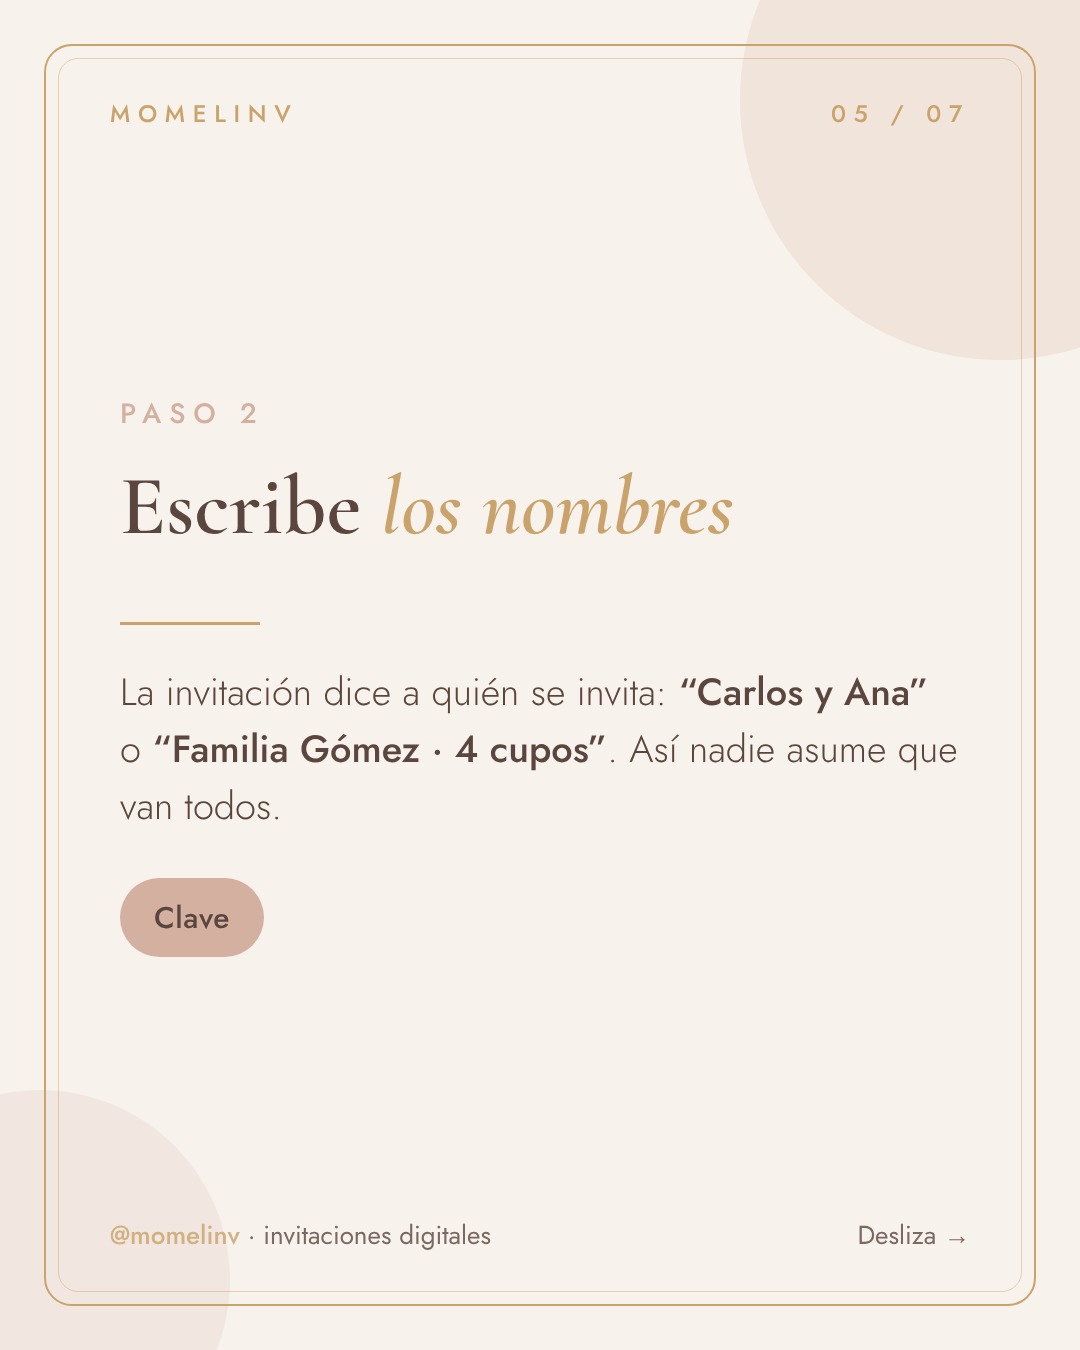 MOMELINV
05 / 07
PASO 2
Escribe los nombres
La invitación dice a quién se invita: “Carlos y Ana”
o “Familia Gómez · 4 cupos”. Así nadie asume que
van todos.
Clave
@momelinv · invitaciones digitales
Desliza →